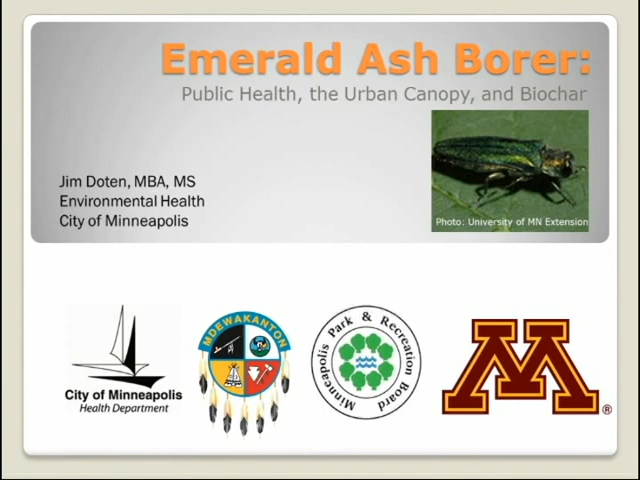 Emerald Ash Borer:
Public Health, the Urban Canopy, and Biochar
Jim Doten, MBA, MS
Environmental Health
City of Minneapolis
Photo: University of MN Extension
City of Minneapolis
Health Department
MDEWAKANTON
Minneapolis Park & Recreation Board
M
®